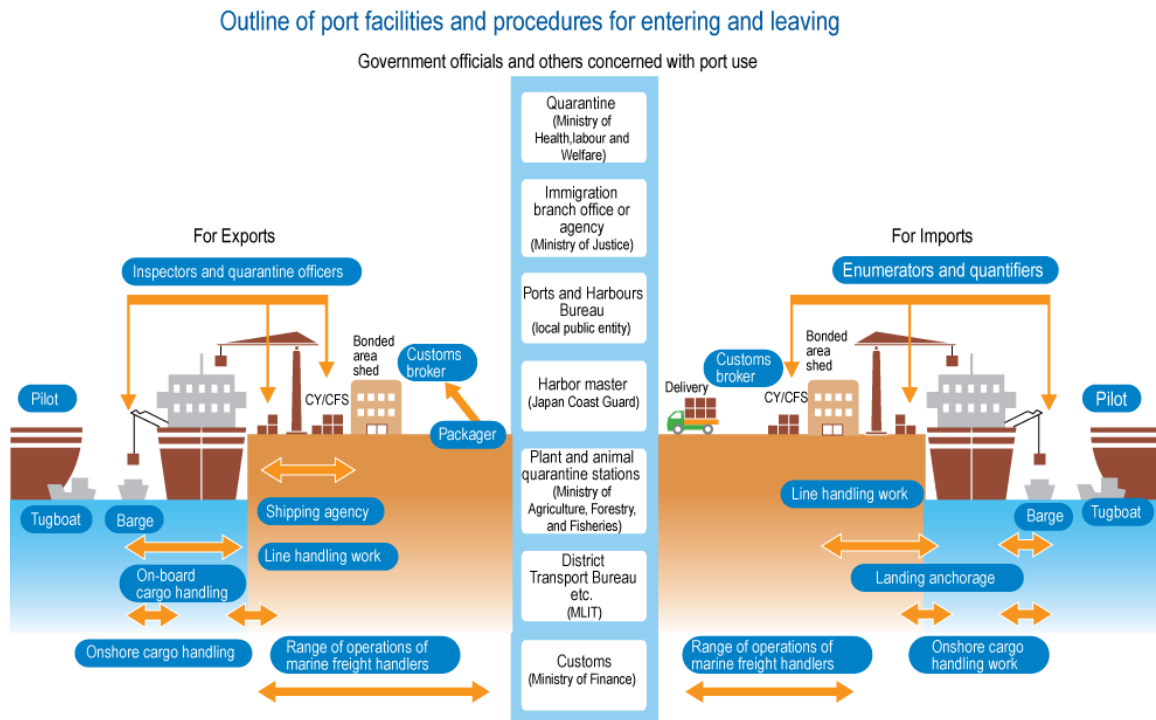 Outline of port facilities and procedures for entering and leaving
Government officials and others concerned with port use
Quarantine
(Ministry of
Health,labour and
Welfare)
Immigration
branch office or
agency
(Ministry of Justice)
Ports and Harbours
Bureau
(local public entity)
Harbor master
(Japan Coast Guard)
Plant and animal
quarantine stations
(Ministry of
Agriculture, Forestry,
and Fisheries)
District
Transport Bureau
etc.
(MLIT)
Customs
(Ministry of Finance)
For Exports
Inspectors and quarantine officers
Bonded
area
shed
Customs
broker
CY/CFS
Pilot
Packager
Tugboat
Barge
Shipping agency
Line handling work
On-board
cargo handling
Onshore cargo handling
Range of operations of
marine freight handlers
For Imports
Enumerators and quantifiers
Bonded
area
shed
Customs
broker
Delivery
CY/CFS
Pilot
Line handling work
Barge
Tugboat
Landing anchorage
Range of operations of
marine freight handlers
Onshore cargo
handling work